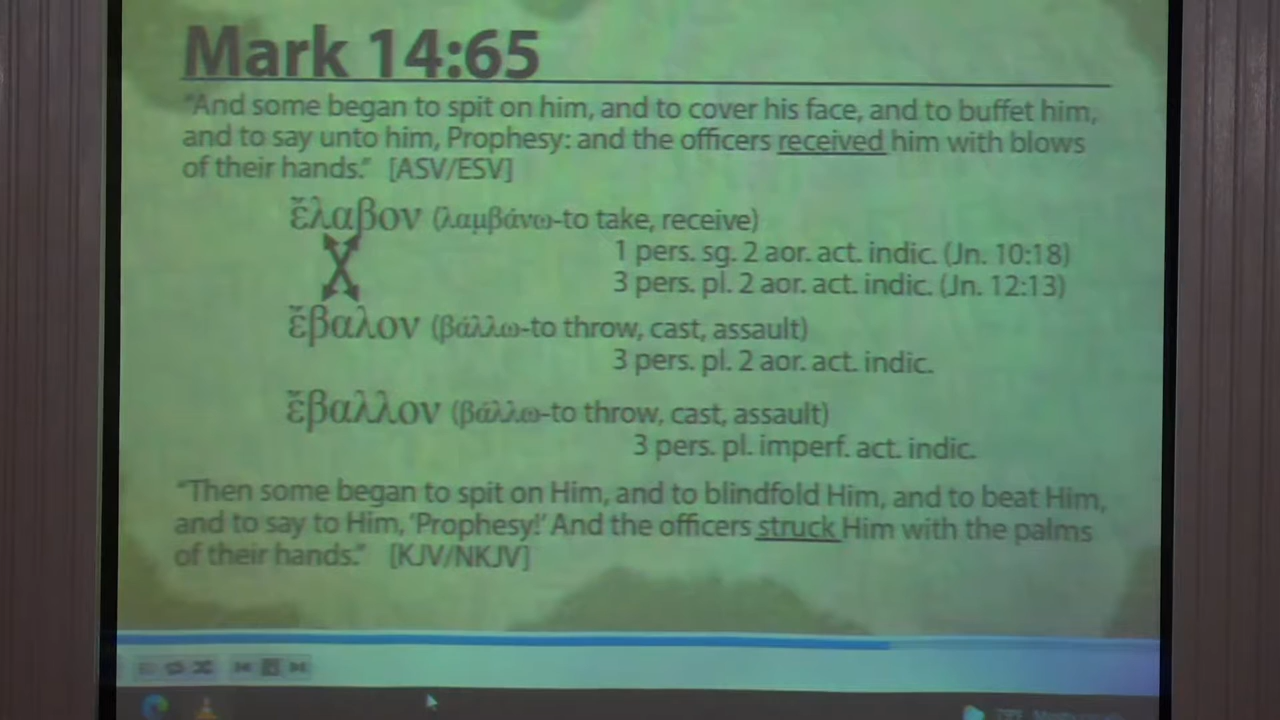 Mark 14:65
"And some began to spit on him, and to cover his face, and to buffet him,
and to say unto him, Prophesy: and the officers received him with blows
of their hands." [ASV/ESV]
ἔλαβον (λαμβάνω-to take, receive)
1 pers. sg. 2 aor. act. indic. (Jn. 10:18)
3 pers. pl. 2 aor. act. indic. (Jn. 12:13)
ἔβαλον (βάλλω-to throw, cast, assault)
3 pers. pl. 2 aor. act. indic.
ἔβαλλον (βάλλω-to throw, cast, assault)
3 pers. pl. imperf. act. indic.
"Then some began to spit on Him, and to blindfold Him, and to beat Him,
and to say to Him, 'Prophesy!' And the officers struck Him with the palms
of their hands." [KJV/NKJV]